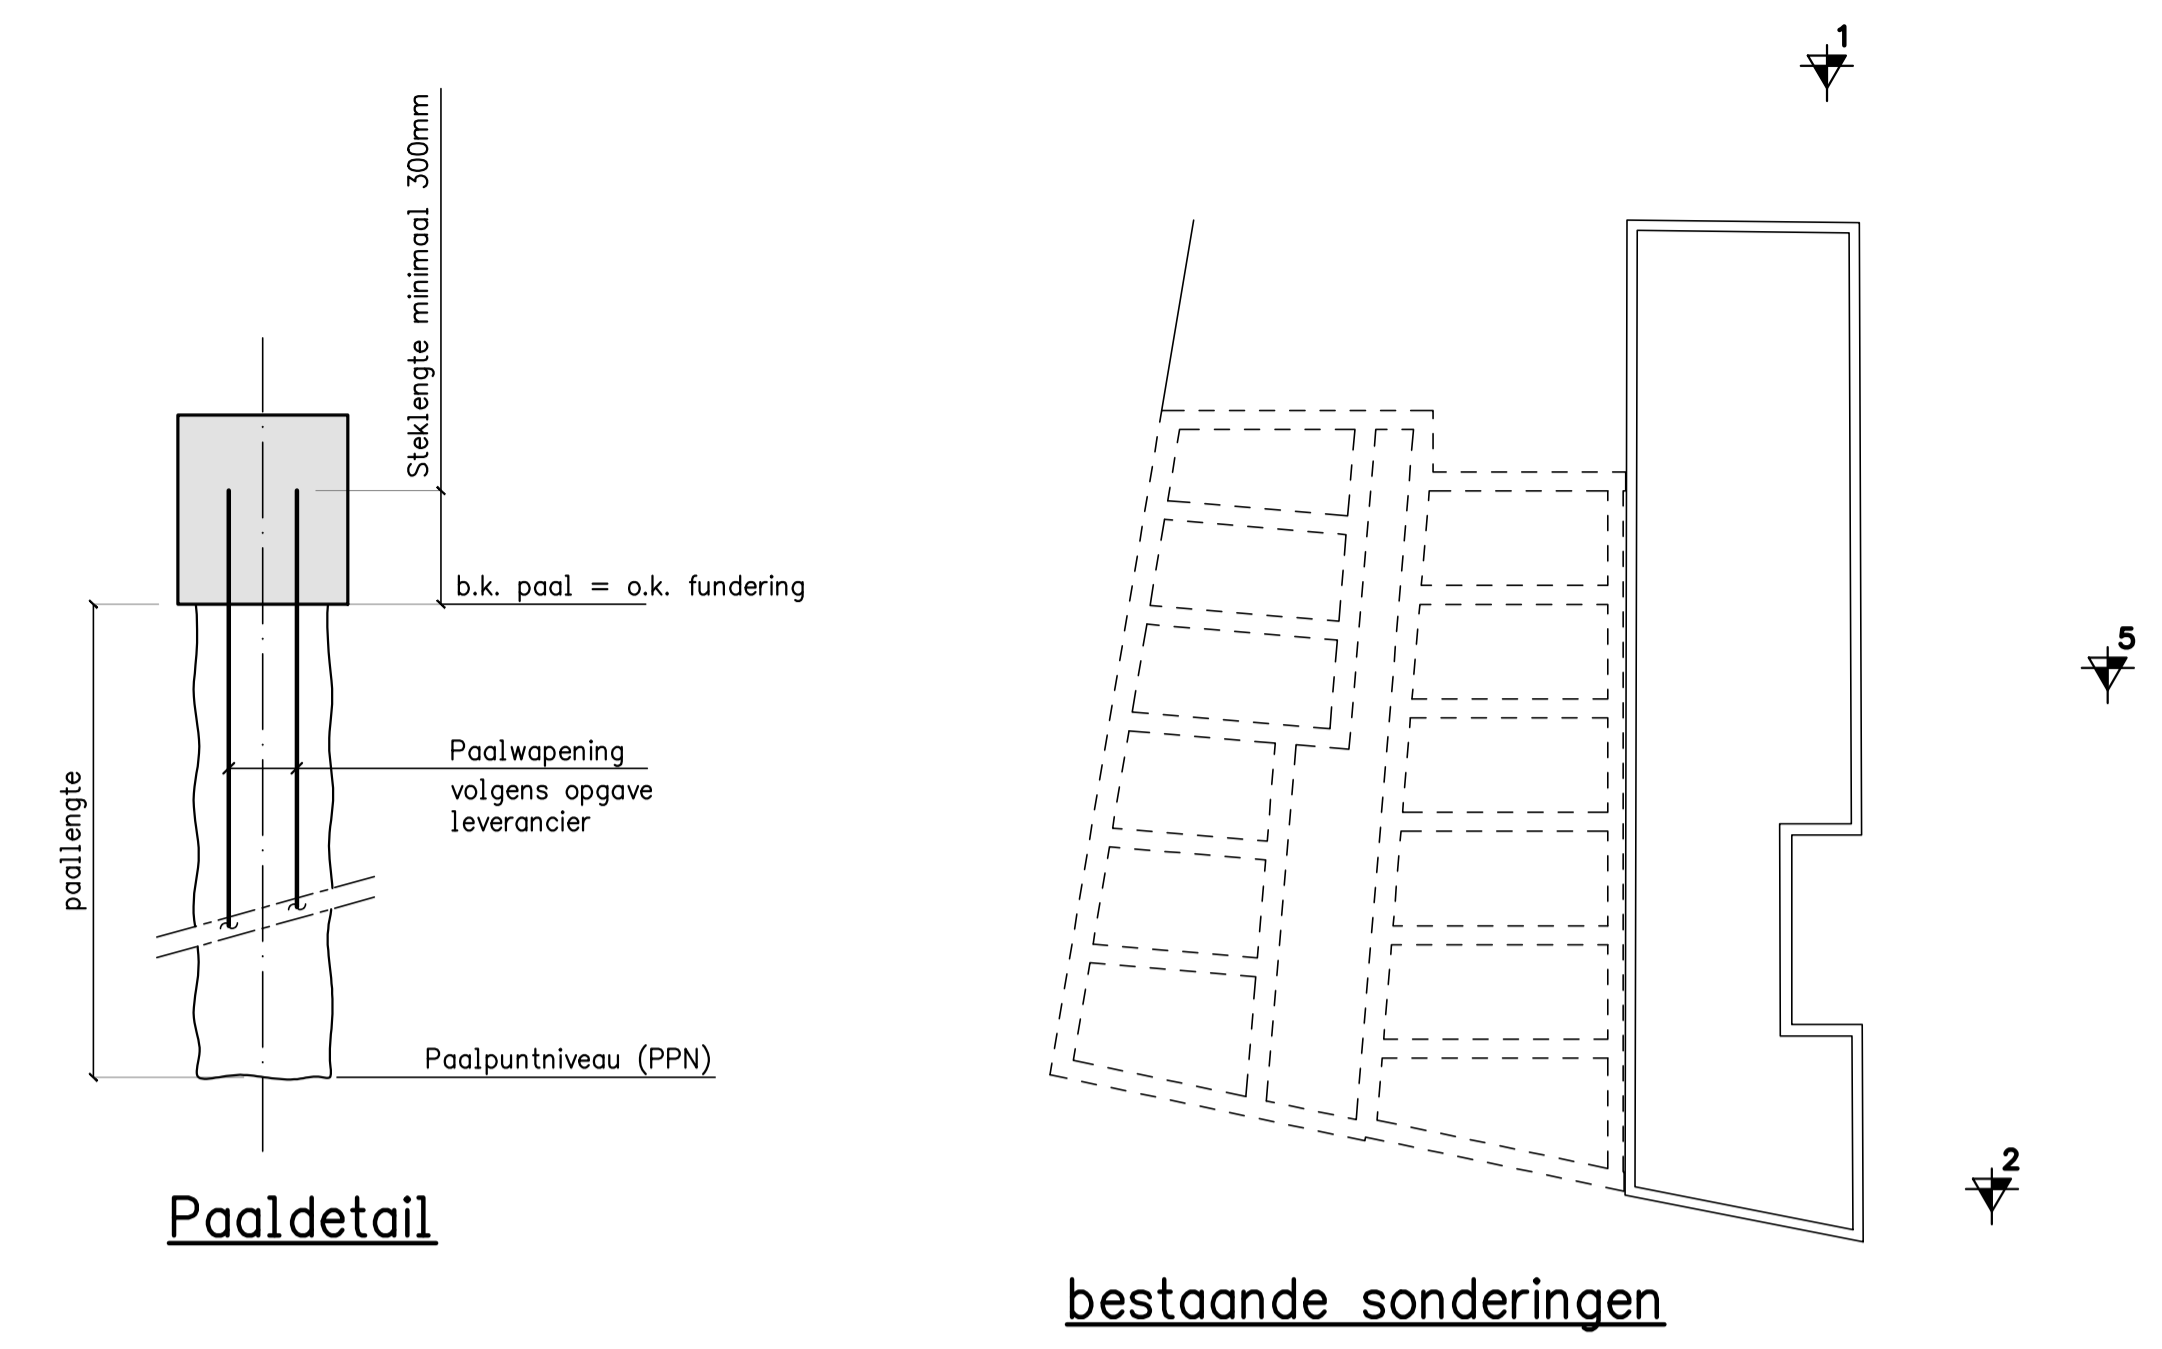 Steklengte minimaal 300mm
b.k. paal = o.k. fundering
Paalwapening
volgens opgave
leverancier
paallengte
Paalpuntniveau (PPN)
Paaldetail
1
5
2
bestaande sonderingen